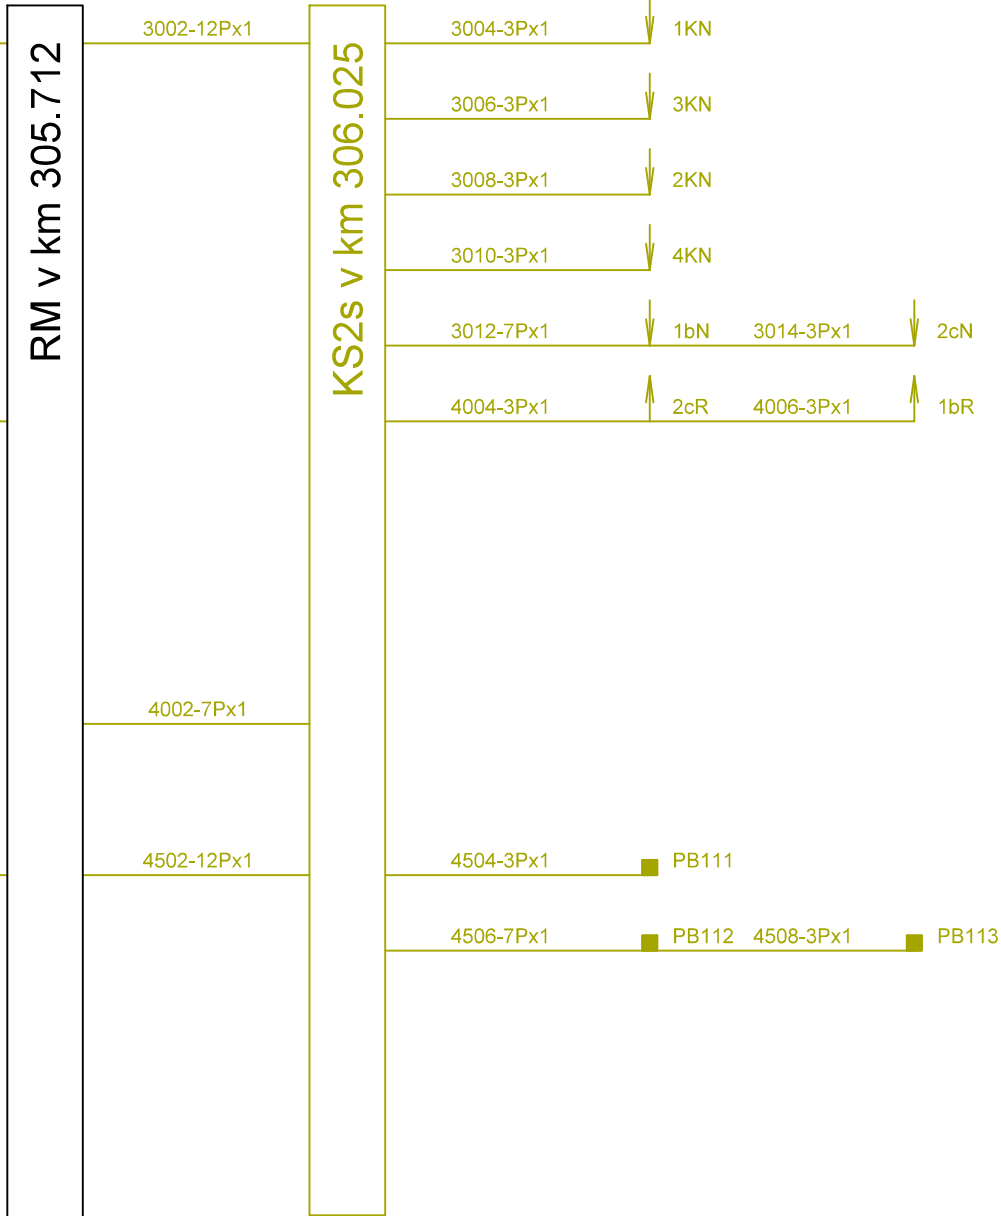 RM v km 305.712
3002-12Px1
KS2s v km 306.025
3004-3Px1 1KN
3006-3Px1 3KN
3008-3Px1 2KN
3010-3Px1 4KN
3012-7Px1 1bN 3014-3Px1 2cN
4004-3Px1 2cR 4006-3Px1 1bR
4002-7Px1
4502-12Px1 4504-3Px1 PB111
4506-7Px1 PB112 4508-3Px1 PB113